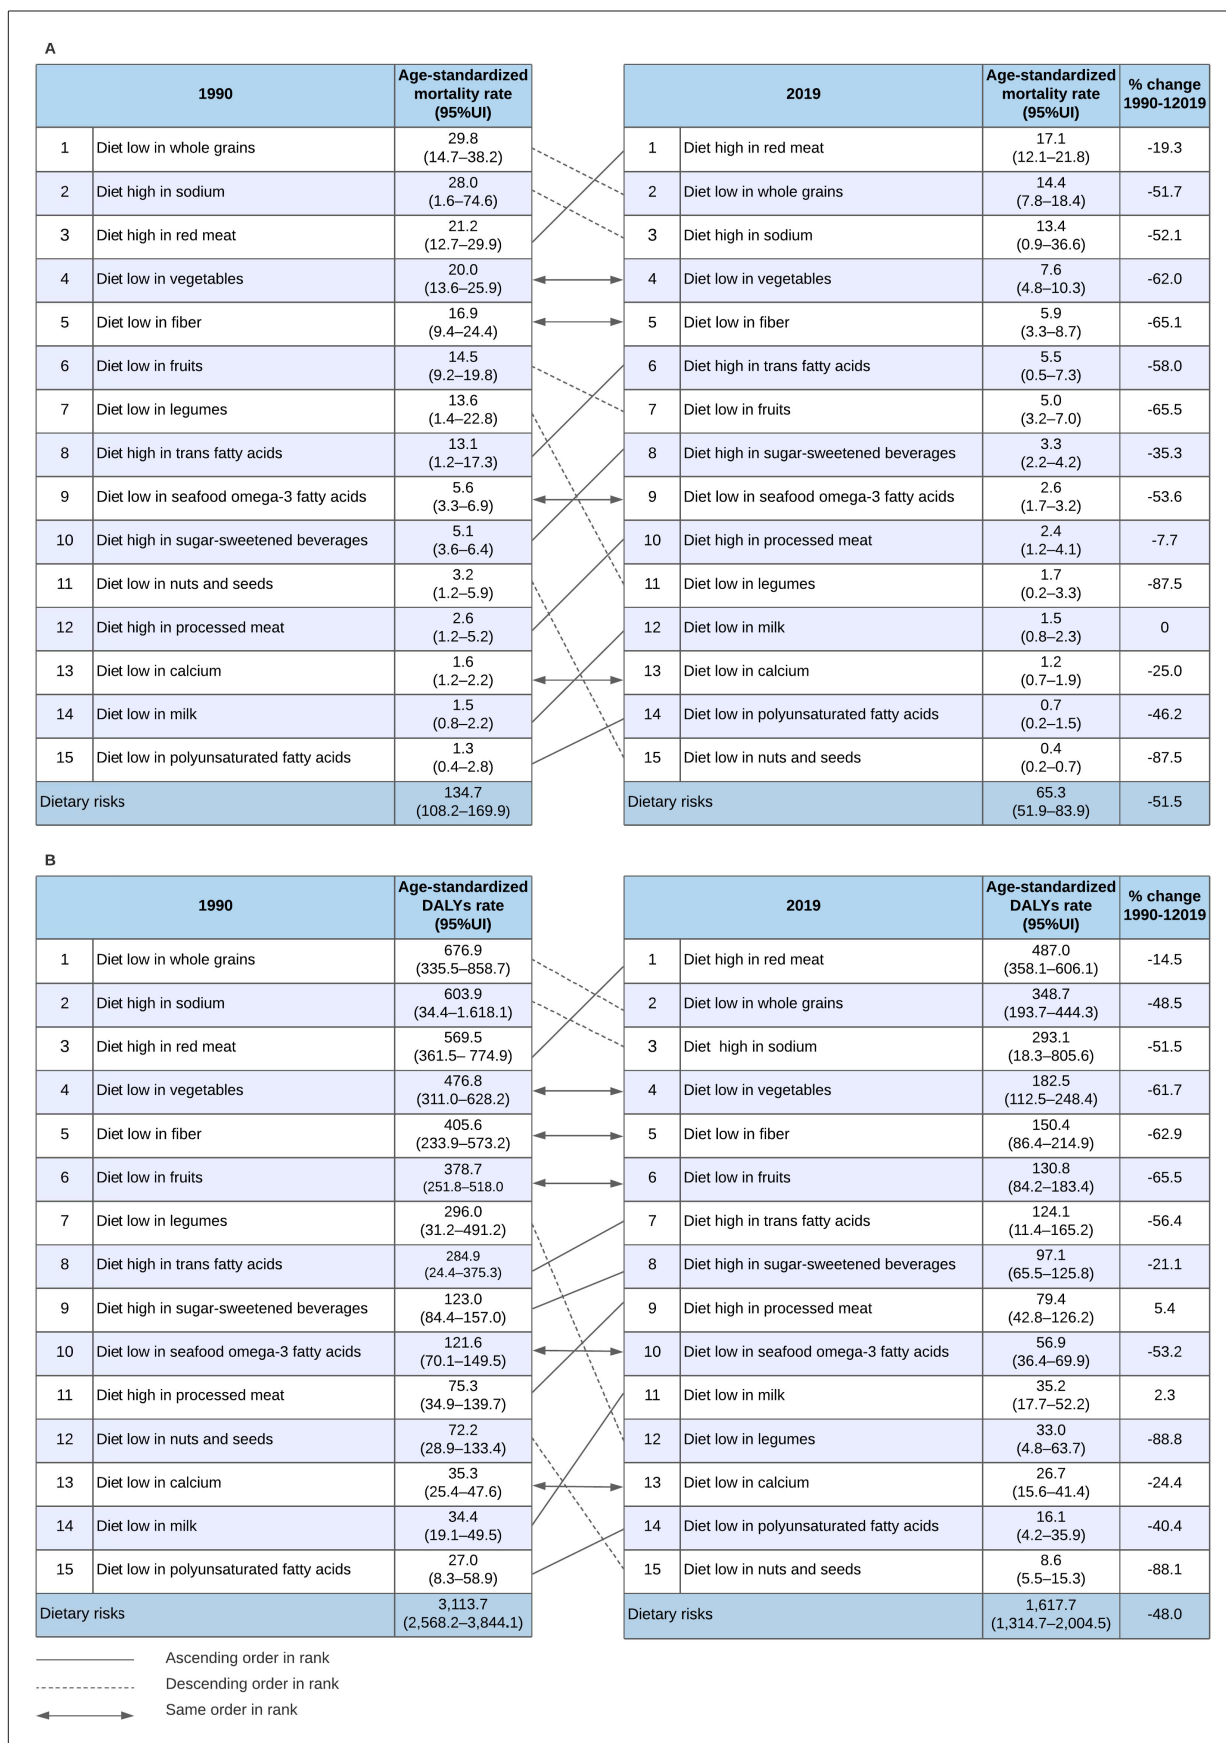 A
1990 Age-standardized mortality rate (95%UI) 2019 Age-standardized mortality rate (95%UI) % change 1990-12019
1 Diet low in whole grains 29.8 (14.7–38.2) 1 Diet high in red meat 17.1 (12.1–21.8) -19.3
2 Diet high in sodium 28.0 (1.6–74.6) 2 Diet low in whole grains 14.4 (7.8–18.4) -51.7
3 Diet high in red meat 21.2 (12.7–29.9) 3 Diet high in sodium 13.4 (0.9–36.6) -52.1
4 Diet low in vegetables 20.0 (13.6–25.9) 4 Diet low in vegetables 7.6 (4.8–10.3) -62.0
5 Diet low in fiber 16.9 (9.4–24.4) 5 Diet low in fiber 5.9 (3.3–8.7) -65.1
6 Diet low in fruits 14.5 (9.2–19.8) 6 Diet high in trans fatty acids 5.5 (0.5–7.3) -58.0
7 Diet low in legumes 13.6 (1.4–22.8) 7 Diet low in fruits 5.0 (3.2–7.0) -65.5
8 Diet high in trans fatty acids 13.1 (1.2–17.3) 8 Diet high in sugar-sweetened beverages 3.3 (2.2–4.2) -35.3
9 Diet low in seafood omega-3 fatty acids 5.6 (3.3–6.9) 9 Diet low in seafood omega-3 fatty acids 2.6 (1.7–3.2) -53.6
10 Diet high in sugar-sweetened beverages 5.1 (3.6–6.4) 10 Diet high in processed meat 2.4 (1.2–4.1) -7.7
11 Diet low in nuts and seeds 3.2 (1.2–5.9) 11 Diet low in legumes 1.7 (0.2–3.3) -87.5
12 Diet high in processed meat 2.6 (1.2–5.2) 12 Diet low in milk 1.5 (0.8–2.3) 0
13 Diet low in calcium 1.6 (1.2–2.2) 13 Diet low in calcium 1.2 (0.7–1.9) -25.0
14 Diet low in milk 1.5 (0.8–2.2) 14 Diet low in polyunsaturated fatty acids 0.7 (0.2–1.5) -46.2
15 Diet low in polyunsaturated fatty acids 1.3 (0.4–2.8) 15 Diet low in nuts and seeds 0.4 (0.2–0.7) -87.5
Dietary risks 134.7 (108.2–169.9) Dietary risks 65.3 (51.9–83.9) -51.5
B
1990 Age-standardized DALYs rate (95%UI) 2019 Age-standardized DALYs rate (95%UI) % change 1990-12019
1 Diet low in whole grains 676.9 (335.5–858.7) 1 Diet high in red meat 487.0 (358.1–606.1) -14.5
2 Diet high in sodium 603.9 (34.4–1.618.1) 2 Diet low in whole grains 348.7 (193.7–444.3) -48.5
3 Diet high in red meat 569.5 (361.5– 774.9) 3 Diet high in sodium 293.1 (18.3–805.6) -51.5
4 Diet low in vegetables 476.8 (311.0–628.2) 4 Diet low in vegetables 182.5 (112.5–248.4) -61.7
5 Diet low in fiber 405.6 (233.9–573.2) 5 Diet low in fiber 150.4 (86.4–214.9) -62.9
6 Diet low in fruits 378.7 (251.8–518.0 6 Diet low in fruits 130.8 (84.2–183.4) -65.5
7 Diet low in legumes 296.0 (31.2–491.2) 7 Diet high in trans fatty acids 124.1 (11.4–165.2) -56.4
8 Diet high in trans fatty acids 284.9 (24.4–375.3) 8 Diet high in sugar-sweetened beverages 97.1 (65.5–125.8) -21.1
9 Diet high in sugar-sweetened beverages 123.0 (84.4–157.0) 9 Diet high in processed meat 79.4 (42.8–126.2) 5.4
10 Diet low in seafood omega-3 fatty acids 121.6 (70.1–149.5) 10 Diet low in seafood omega-3 fatty acids 56.9 (36.4–69.9) -53.2
11 Diet high in processed meat 75.3 (34.9–139.7) 11 Diet low in milk 35.2 (17.7–52.2) 2.3
12 Diet low in nuts and seeds 72.2 (28.9–133.4) 12 Diet low in legumes 33.0 (4.8–63.7) -88.8
13 Diet low in calcium 35.3 (25.4–47.6) 13 Diet low in calcium 26.7 (15.6–41.4) -24.4
14 Diet low in milk 34.4 (19.1–49.5) 14 Diet low in polyunsaturated fatty acids 16.1 (4.2–35.9) -40.4
15 Diet low in polyunsaturated fatty acids 27.0 (8.3–58.9) 15 Diet low in nuts and seeds 8.6 (5.5–15.3) -88.1
Dietary risks 3,113.7 (2,568.2–3,844.1) Dietary risks 1,617.7 (1,314.7–2,004.5) -48.0
Ascending order in rank
Descending order in rank
Same order in rank